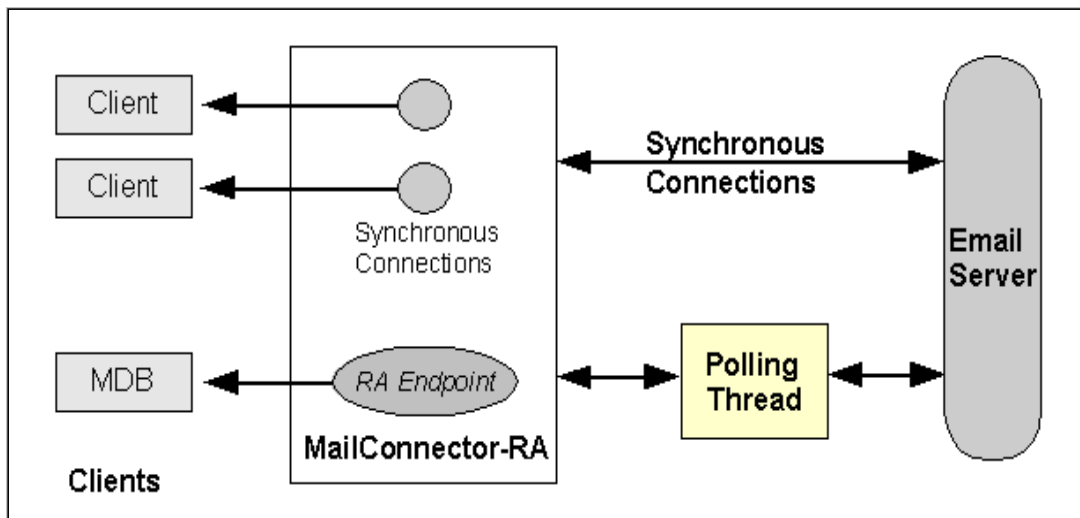 Client
Client
Synchronous
Connections
Synchronous
Connections
Email
Server
MDB
RA Endpoint
Polling
Thread
MailConnector-RA
Clients